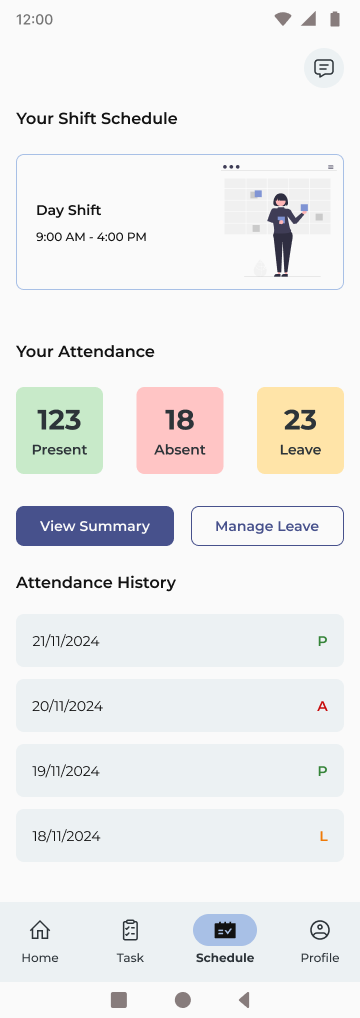 12:00
Your Shift Schedule
Day Shift
9:00 AM - 4:00 PM
Your Attendance
123 18 23
Present Absent Leave
View Summary Manage Leave
Attendance History
21/11/2024 P
20/11/2024 A
19/11/2024 P
18/11/2024 L
Home Task Schedule Profile